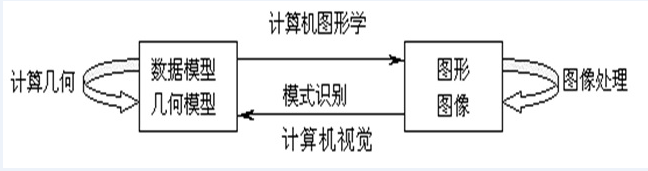 计算机图形学
计算几何
数据模型
几何模型
图形
图像
图像处理
模式识别
计算机视觉